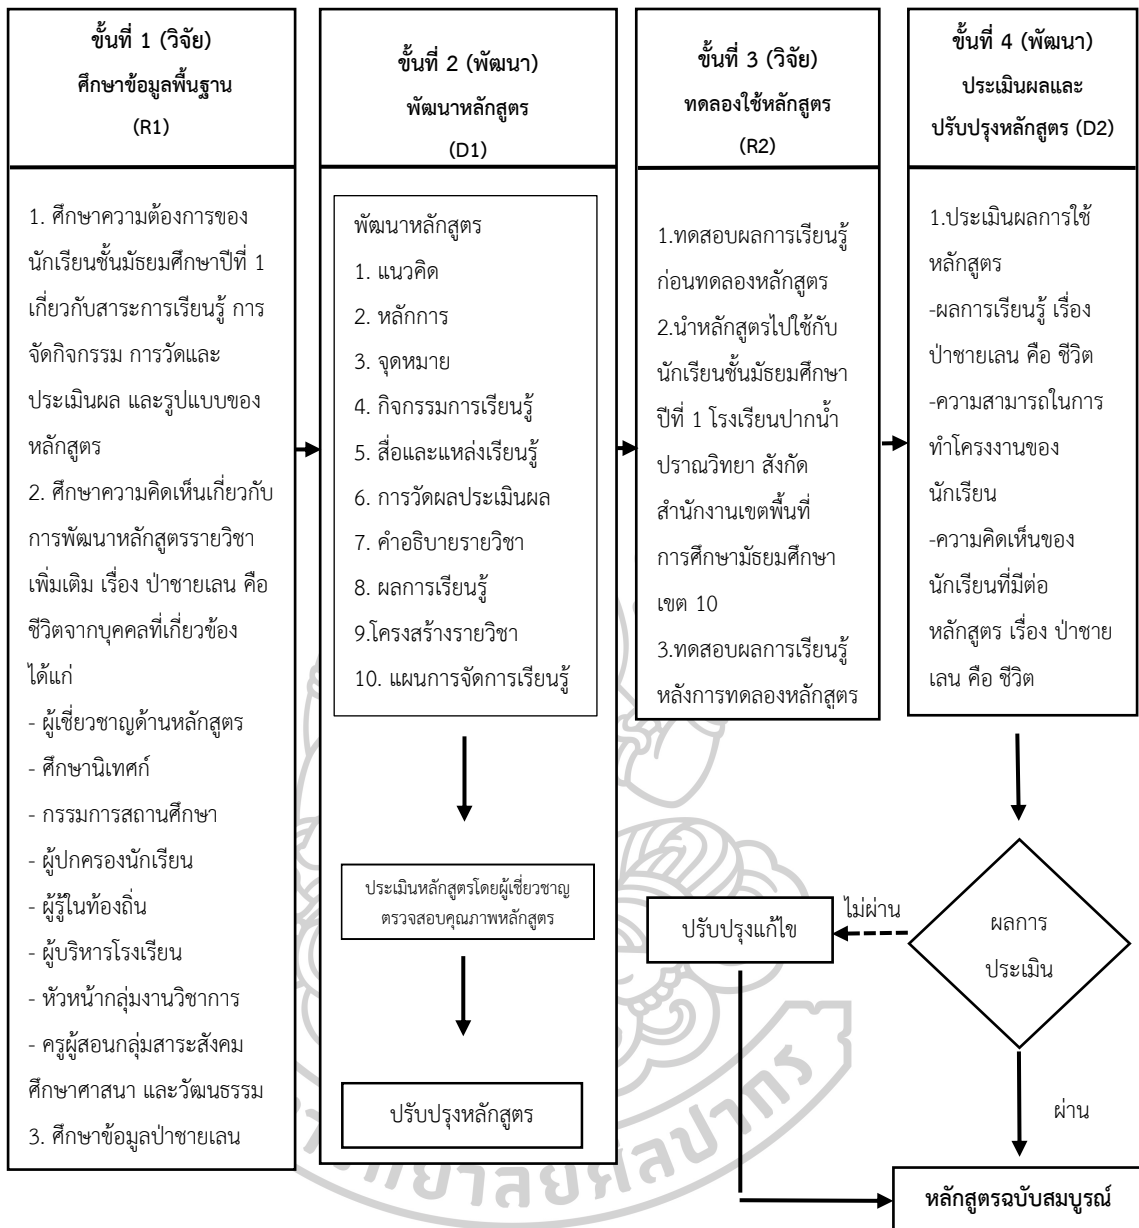 ขั้นที่ 1 (วิจัย)
ศึกษาข้อมูลพื้นฐาน
(R1)
1. ศึกษาความต้องการของ
นักเรียนชั้นมัธยมศึกษาปีที่ 1
เกี่ยวกับสาระการเรียนรู้ การ
จัดกิจกรรม การวัดและ
ประเมินผล และรูปแบบของ
หลักสูตร
2. ศึกษาความคิดเห็นเกี่ยวกับ
การพัฒนาหลักสูตรรายวิชา
เพิ่มเติม เรื่อง ป่าชายเลน คือ
ชีวิตจากบุคคลที่เกี่ยวข้อง
ได้แก่
- ผู้เชี่ยวชาญด้านหลักสูตร
- ศึกษานิเทศก์
- กรรมการสถานศึกษา
- ผู้ปกครองนักเรียน
- ผู้รู้ในท้องถิ่น
- ผู้บริหารโรงเรียน
- หัวหน้ากลุ่มงานวิชาการ
- ครูผู้สอนกลุ่มสาระสังคม
ศึกษาศาสนา และวัฒนธรรม
3. ศึกษาข้อมูลป่าชายเลน
ขั้นที่ 2 (พัฒนา)
พัฒนาหลักสูตร
(D1)
พัฒนาหลักสูตร
1. แนวคิด
2. หลักการ
3. จุดหมาย
4. กิจกรรมการเรียนรู้
5. สื่อและแหล่งเรียนรู้
6. การวัดผลประเมินผล
7. คำอธิบายรายวิชา
8. ผลการเรียนรู้
9.โครงสร้างรายวิชา
10. แผนการจัดการเรียนรู้
ประเมินหลักสูตรโดยผู้เชี่ยวชาญ
ตรวจสอบคุณภาพหลักสูตร
ปรับปรุงหลักสูตร
ขั้นที่ 3 (วิจัย)
ทดลองใช้หลักสูตร
(R2)
1.ทดสอบผลการเรียนรู้
ก่อนทดลองหลักสูตร
2.นำหลักสูตรไปใช้กับ
นักเรียนชั้นมัธยมศึกษา
ปีที่ 1 โรงเรียนปากน้ำ
ปราณวิทยา สังกัด
สำนักงานเขตพื้นที่
การศึกษามัธยมศึกษา
เขต 10
3.ทดสอบผลการเรียนรู้
หลังการทดลองหลักสูตร
ขั้นที่ 4 (พัฒนา)
ประเมินผลและ
ปรับปรุงหลักสูตร (D2)
1.ประเมินผลการใช้
หลักสูตร
-ผลการเรียนรู้ เรื่อง
ป่าชายเลน คือ ชีวิต
-ความสามารถในการ
ทำโครงงานของ
นักเรียน
-ความคิดเห็นของ
นักเรียนที่มีต่อ
หลักสูตร เรื่อง ป่าชาย
เลน คือ ชีวิต
ผลการ
ประเมิน
ไม่ผ่าน
ปรับปรุงแก้ไข
ผ่าน
หลักสูตรฉบับสมบูรณ์